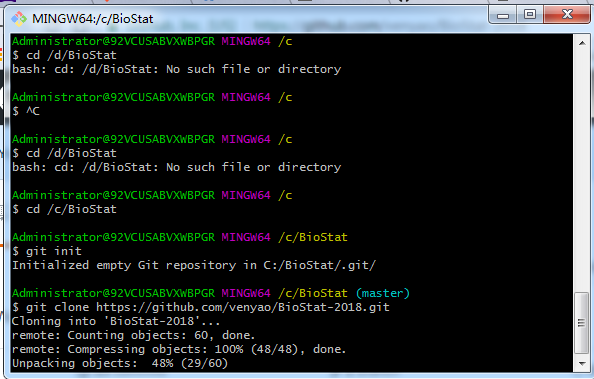 MINGW64:/c/BioStat
Administrator@92VCUSABVXWBPGR MINGW64 /c
$ cd /d/BioStat
bash: cd: /d/BioStat: No such file or directory
Administrator@92VCUSABVXWBPGR MINGW64 /c
$ ^C
Administrator@92VCUSABVXWBPGR MINGW64 /c
$ cd /d/BioStat
bash: cd: /d/BioStat: No such file or directory
Administrator@92VCUSABVXWBPGR MINGW64 /c
$ cd /c/BioStat
Administrator@92VCUSABVXWBPGR MINGW64 /c/BioStat
$ git init
Initialized empty Git repository in C:/BioStat/.git/
Administrator@92VCUSABVXWBPGR MINGW64 /c/BioStat (master)
$ git clone https://github.com/venyao/BioStat-2018.git
Cloning into 'BioStat-2018'...
remote: Counting objects: 60, done.
remote: Compressing objects: 100% (48/48), done.
Unpacking objects:  48% (29/60)